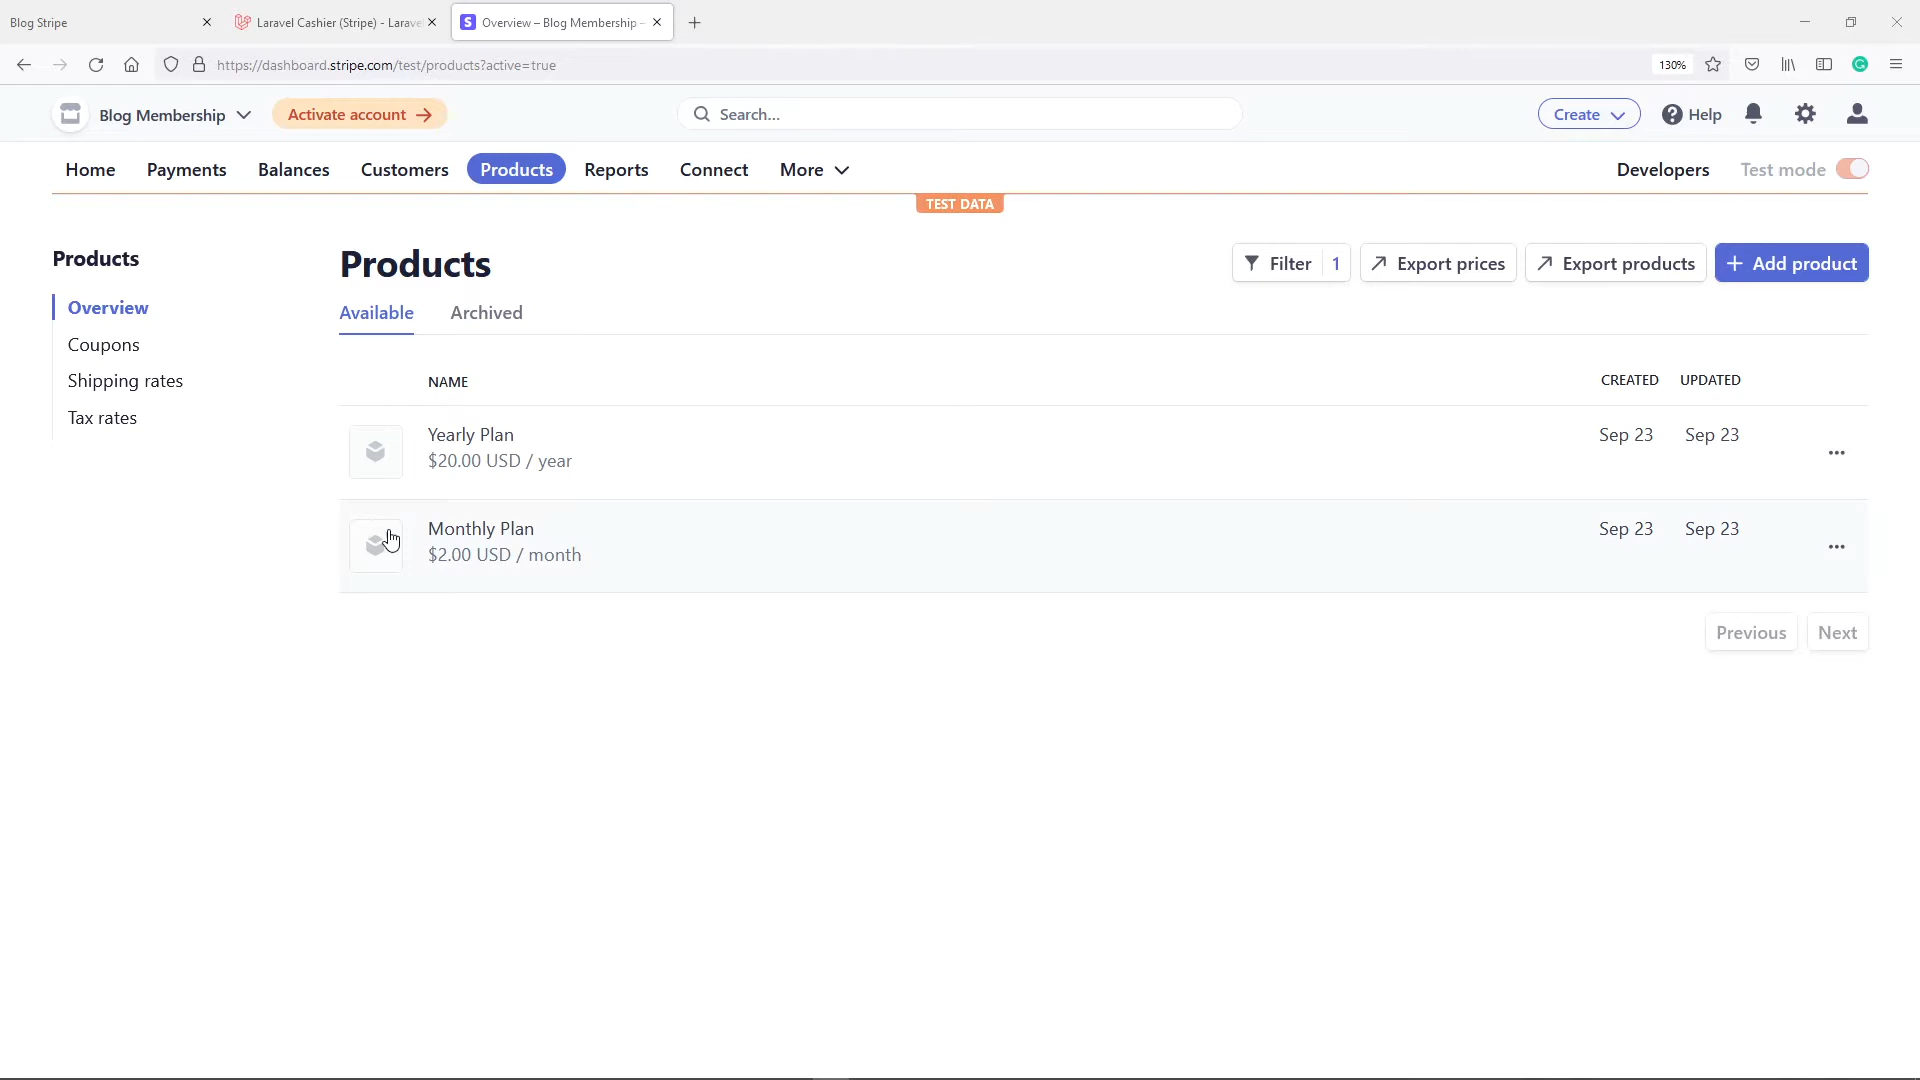 Blog Stripe
Laravel Cashier (Stripe) - Larave
Overview – Blog Membership –
https://dashboard.stripe.com/test/products?active=true
130%
Blog Membership
Activate account
Search...
Create
Help
Home
Payments
Balances
Customers
Products
Reports
Connect
More
Developers
Test mode
TEST DATA
Products
Overview
Coupons
Shipping rates
Tax rates
Products
Filter 1
Export prices
Export products
Add product
Available
Archived
NAME
CREATED
UPDATED
Yearly Plan
$20.00 USD / year
Sep 23
Sep 23
Monthly Plan
$2.00 USD / month
Sep 23
Sep 23
Previous
Next